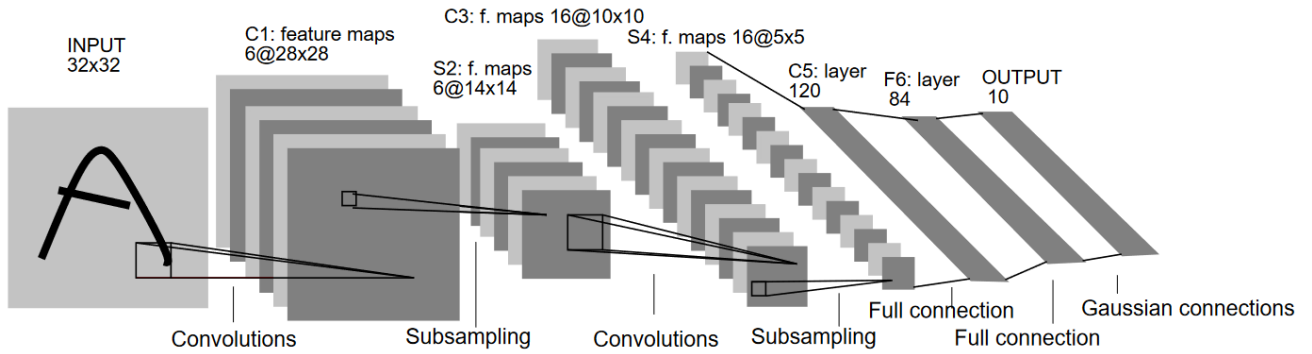 INPUT
32x32
C1: feature maps
6@28x28
S2: f. maps
6@14x14
C3: f. maps 16@10x10
S4: f. maps 16@5x5
C5: layer
120
F6: layer
84
OUTPUT
10
Convolutions
Subsampling
Convolutions
Subsampling
Full connection
Full connection
Gaussian connections